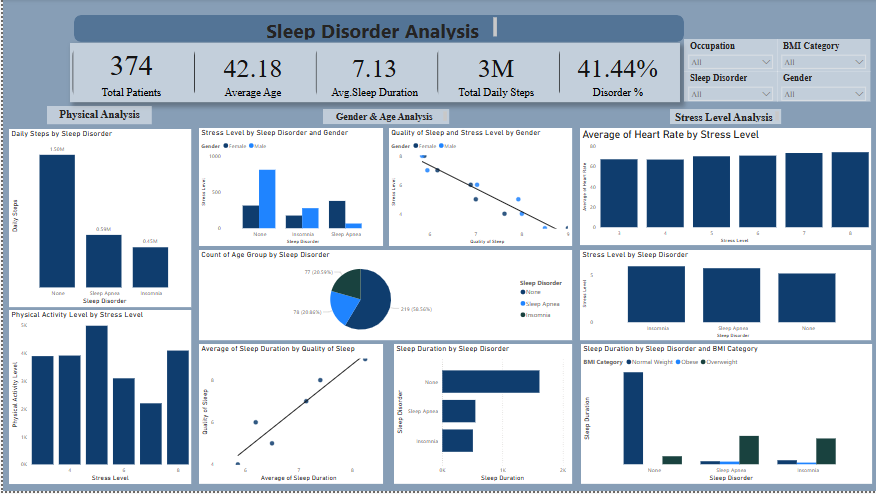 Sleep Disorder Analysis
374
Total Patients
42.18
Average Age
7.13
Avg.Sleep Duration
3M
Total Daily Steps
41.44%
Disorder %
Occupation
All
BMI Category
All
Sleep Disorder
All
Gender
All
Physical Analysis
Gender & Age Analysis
Stress Level Analysis
Daily Steps by Sleep Disorder
Daily Steps
1.50M
0.59M
0.45M
None
Sleep Apnea
Insomnia
Sleep Disorder
Stress Level by Sleep Disorder and Gender
Gender Female Male
Stress Level
1000
500
0
None
Insomnia
Sleep Apnea
Sleep Disorder
Quality of Sleep and Stress Level by Gender
Gender Female Male
Stress Level
8
6
4
6
7
8
9
Quality of Sleep
Average of Heart Rate by Stress Level
Average of Heart Rate
80
60
40
20
0
3
4
5
6
7
8
Stress Level
Count of Age Group by Sleep Disorder
77 (20.59%)
78 (20.86%)
219 (58.56%)
Sleep Disorder
None
Sleep Apnea
Insomnia
Stress Level by Sleep Disorder
Stress Level
5
0
Insomnia
Sleep Apnea
None
Sleep Disorder
Physical Activity Level by Stress Level
Physical Activity Level
5K
4K
3K
2K
1K
0K
4
6
8
Stress Level
Average of Sleep Duration by Quality of Sleep
Quality of Sleep
8
6
4
6
7
8
Average of Sleep Duration
Sleep Duration by Sleep Disorder
Sleep Disorder
None
Sleep Apnea
Insomnia
0K
1K
2K
Sleep Duration
Sleep Duration by Sleep Disorder and BMI Category
BMI Category Normal Weight Obese Overweight
Sleep Duration
None
Sleep Apnea
Insomnia
Sleep Disorder